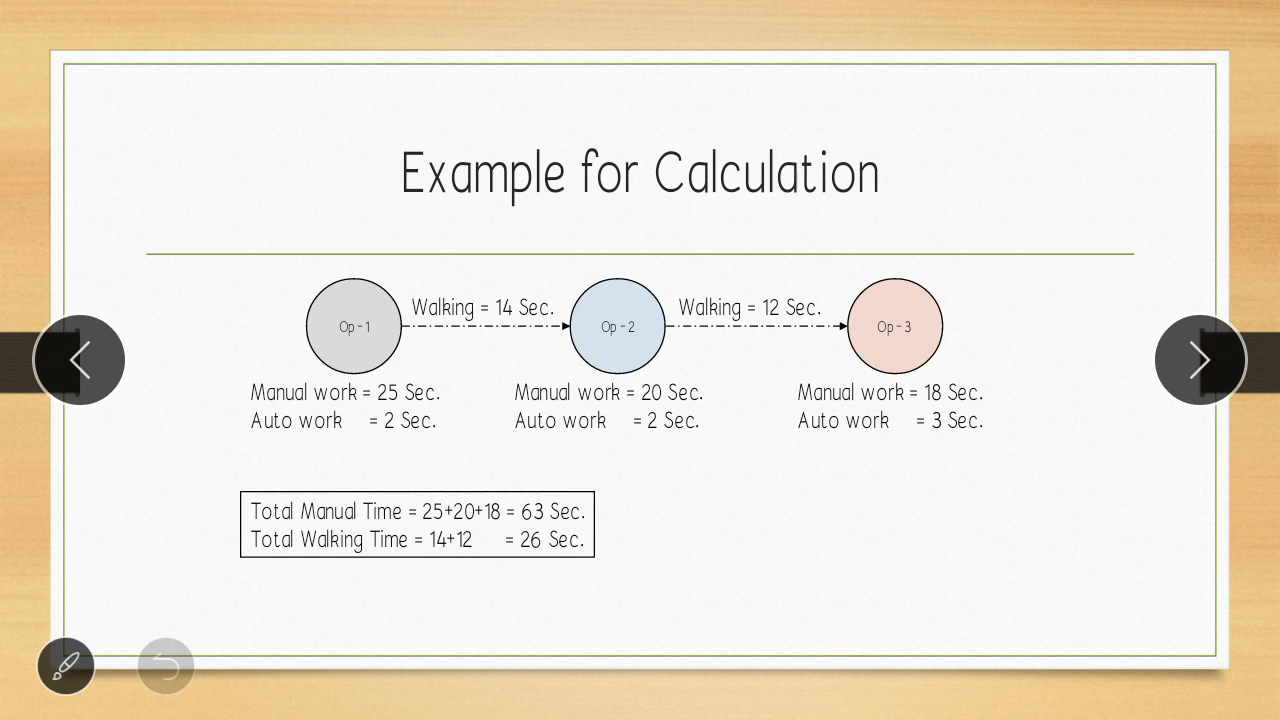 Example for Calculation
Walking = 14 Sec.
Walking = 12 Sec.
Op - 1
Op - 2
Op - 3
Manual work = 25 Sec.
Auto work = 2 Sec.
Manual work = 20 Sec.
Auto work = 2 Sec.
Manual work = 18 Sec.
Auto work = 3 Sec.
Total Manual Time = 25+20+18 = 63 Sec.
Total Walking Time = 14+12 = 26 Sec.